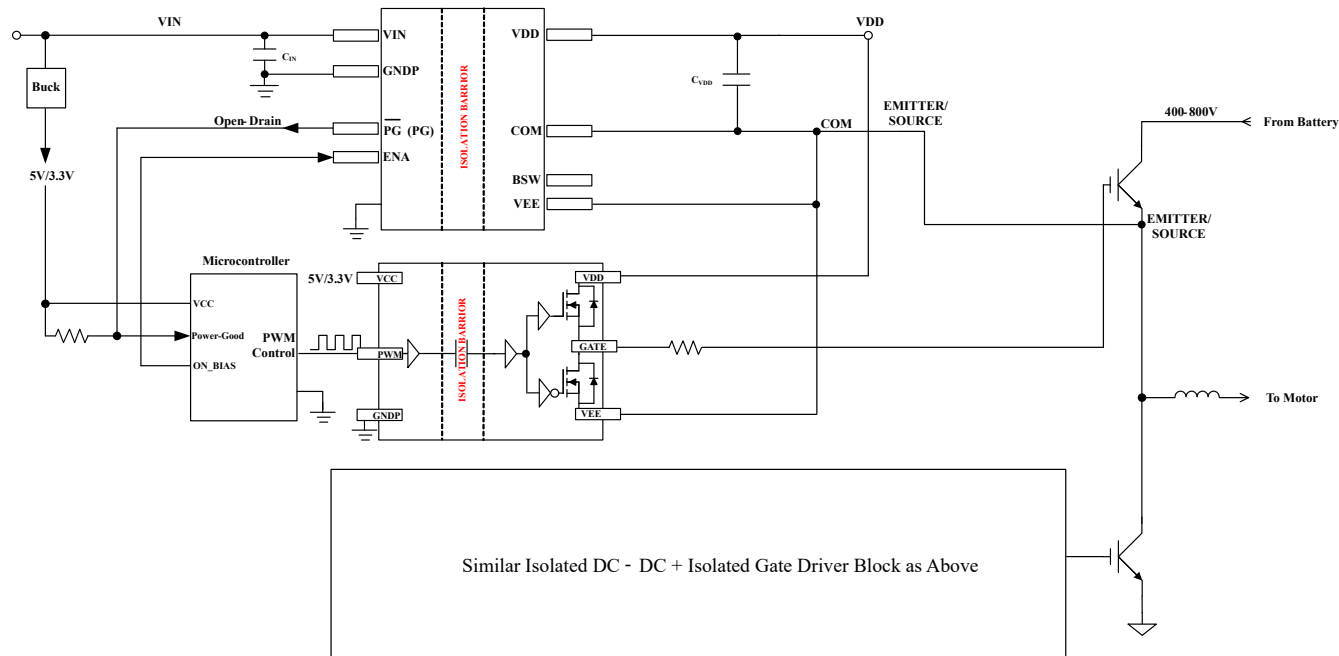 VIN
VDD
VIN
VDD
C_IN
GNDP
Buck
C_VDD
ISOLATION BARRIER
Open-Drain
PG (PG)
COM
COM
EMITTER/
SOURCE
400-800V
From Battery
ENA
5V/3.3V
BSW
VEE
EMITTER/
SOURCE
Microcontroller
5V/3.3V
VCC
VDD
VCC
ISOLATION BARRIER
Power-Good
PWM
Control
PWM
GATE
ON_BIAS
GNDP
VEE
To Motor
Similar Isolated DC - DC + Isolated Gate Driver Block as Above